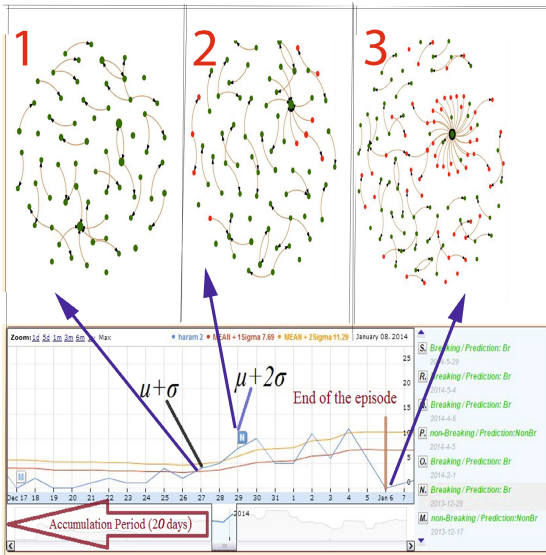 1
2
3
Zoom: 1d 5d 1m 3m 6m 1y Max
haram 2 MEAN + 1Sigma 7.69 MEAN + 2Sigma 11.29 January 08, 2014
25
20
15
10
5
0
μ+σ
μ+2σ
End of the episode
N
M
Dec 17 18 19 20 21 22 23 24 25 26 27 28 29 30 31 1 2 3 4 5 Jan 6 7
2014
Accumulation Period (20 days)
S. Breaking / Prediction: Br
2014-5-29
R. Breaking / Prediction: Br
2014-5-4
Breaking / Prediction: Br
2014-4-6
P. non-Breaking / Prediction:NonBr
2014-4-3
O. Breaking / Prediction: Br
2014-2-1
N. Breaking / Prediction: Br
2013-12-28
M. non-Breaking / Prediction:NonBr
2013-12-17